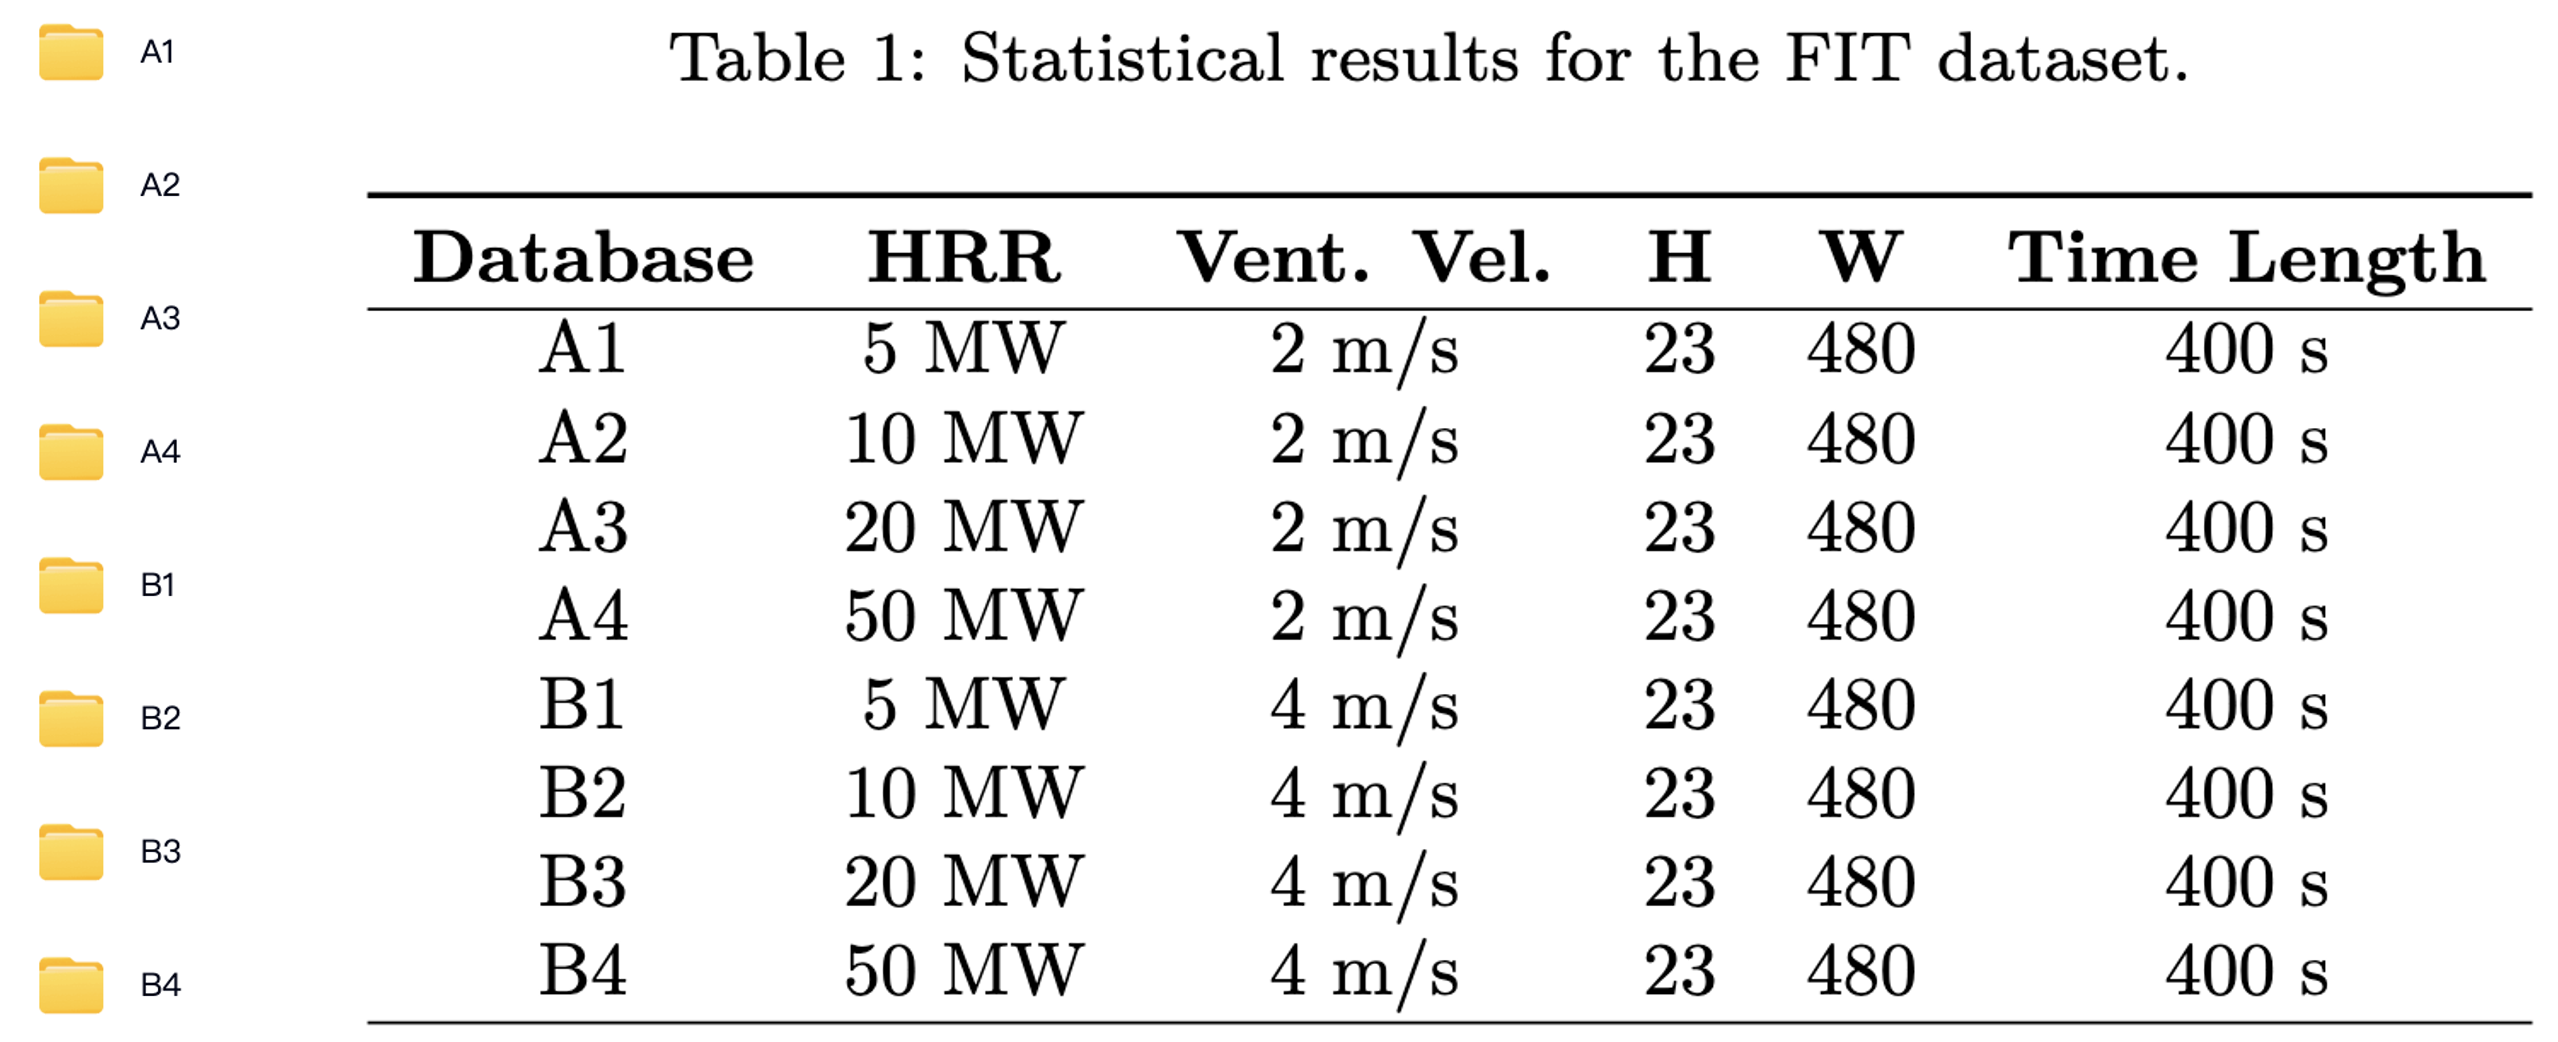 A1
A2
A3
A4
B1
B2
B3
B4
Table 1: Statistical results for the FIT dataset.
Database HRR Vent. Vel. H W Time Length
A1 5 MW 2 m/s 23 480 400 s
A2 10 MW 2 m/s 23 480 400 s
A3 20 MW 2 m/s 23 480 400 s
A4 50 MW 2 m/s 23 480 400 s
B1 5 MW 4 m/s 23 480 400 s
B2 10 MW 4 m/s 23 480 400 s
B3 20 MW 4 m/s 23 480 400 s
B4 50 MW 4 m/s 23 480 400 s